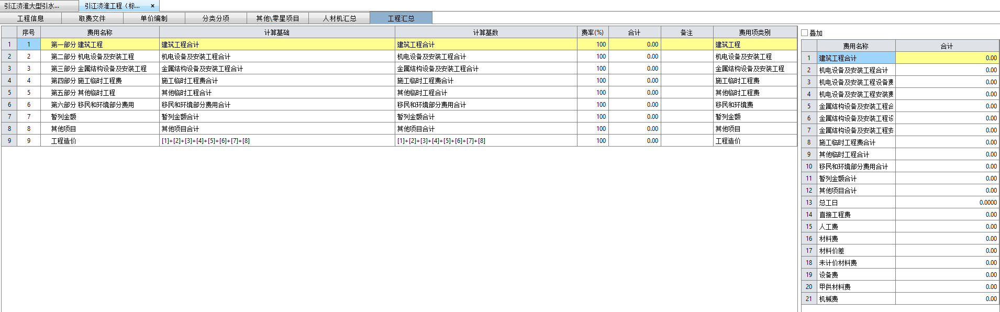 引江济淮大型引水... 引江济淮工程（标... ×
工程信息 取费文件 单价编制 分类分项 其他\零星项目 人材机汇总 工程汇总
序号 费用名称 计算基础 计算基数 费率(%) 合计 备注 费用项类别
1 1 第一部分 建筑工程 建筑工程合计 建筑工程合计 100 0.00 建筑工程
2 2 第二部分 机电设备及安装工程 机电设备及安装工程合计 机电设备及安装工程合计 100 0.00 机电设备及安装工程
3 3 第三部分 金属结构设备及安装工程 金属结构设备及安装工程合计 金属结构设备及安装工程合计 100 0.00 金属结构设备及安装工程
4 4 第四部分 施工临时工程费 施工临时工程费合计 施工临时工程费合计 100 0.00 施工临时工程费
5 5 第五部分 其他临时工程 其他临时工程合计 其他临时工程合计 100 0.00 其他临时工程费
6 6 第六部分 移民和环境部分费用 移民和环境部分费用合计 移民和环境部分费用合计 100 0.00 移民和环境费
7 7 暂列金额 暂列金额合计 暂列金额合计 100 0.00 暂列金额
8 8 其他项目 其他项目合计 其他项目合计 100 0.00 其他项目
9 9 工程造价 [1]+[2]+[3]+[4]+[5]+[6]+[7]+[8] [1]+[2]+[3]+[4]+[5]+[6]+[7]+[8] 100 0.00 工程造价
叠加
费用名称 合计
1 建筑工程合计 0.00
2 机电设备及安装工程合计 0.00
3 机电设备及安装工程设备费 0.00
4 机电设备及安装工程安装费 0.00
5 金属结构设备及安装工程合 0.00
6 金属结构设备及安装工程设 0.00
7 金属结构设备及安装工程安 0.00
8 施工临时工程费合计 0.00
9 其他临时工程合计 0.00
10 移民和环境部分费用合计 0.00
11 暂列金额合计 0.00
12 其他项目合计 0.00
13 总工日 0.0000
14 直接工程费 0.00
15 人工费 0.00
16 材料费 0.00
17 材料价差 0.00
18 未计价材料费 0.00
19 设备费 0.00
20 甲供材料费 0.00
21 机械费 0.00